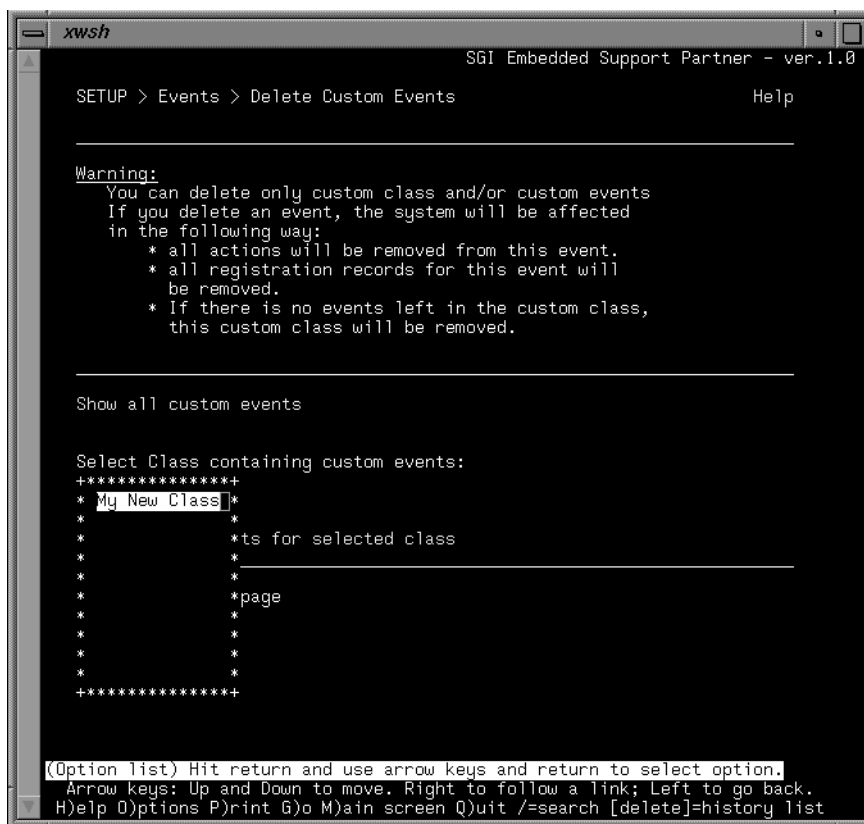 xwsh
SGI Embedded Support Partner - ver.1.0
SETUP > Events > Delete Custom Events Help
Warning:
You can delete only custom class and/or custom events
If you delete an event, the system will be affected
in the following way:
* all actions will be removed from this event.
* all registration records for this event will
be removed.
* If there is no events left in the custom class,
this custom class will be removed.
Show all custom events
Select Class containing custom events:
+**************+
* My New Class *
* *
* *ts for selected class
* *
* *
* *page
* *
* *
* *
* *
+**************+
(Option list) Hit return and use arrow keys and return to select option.
Arrow keys: Up and Down to move. Right to follow a link; Left to go back.
H)elp O)ptions P)rint G)o M)ain screen Q)uit /=search [delete]=history list